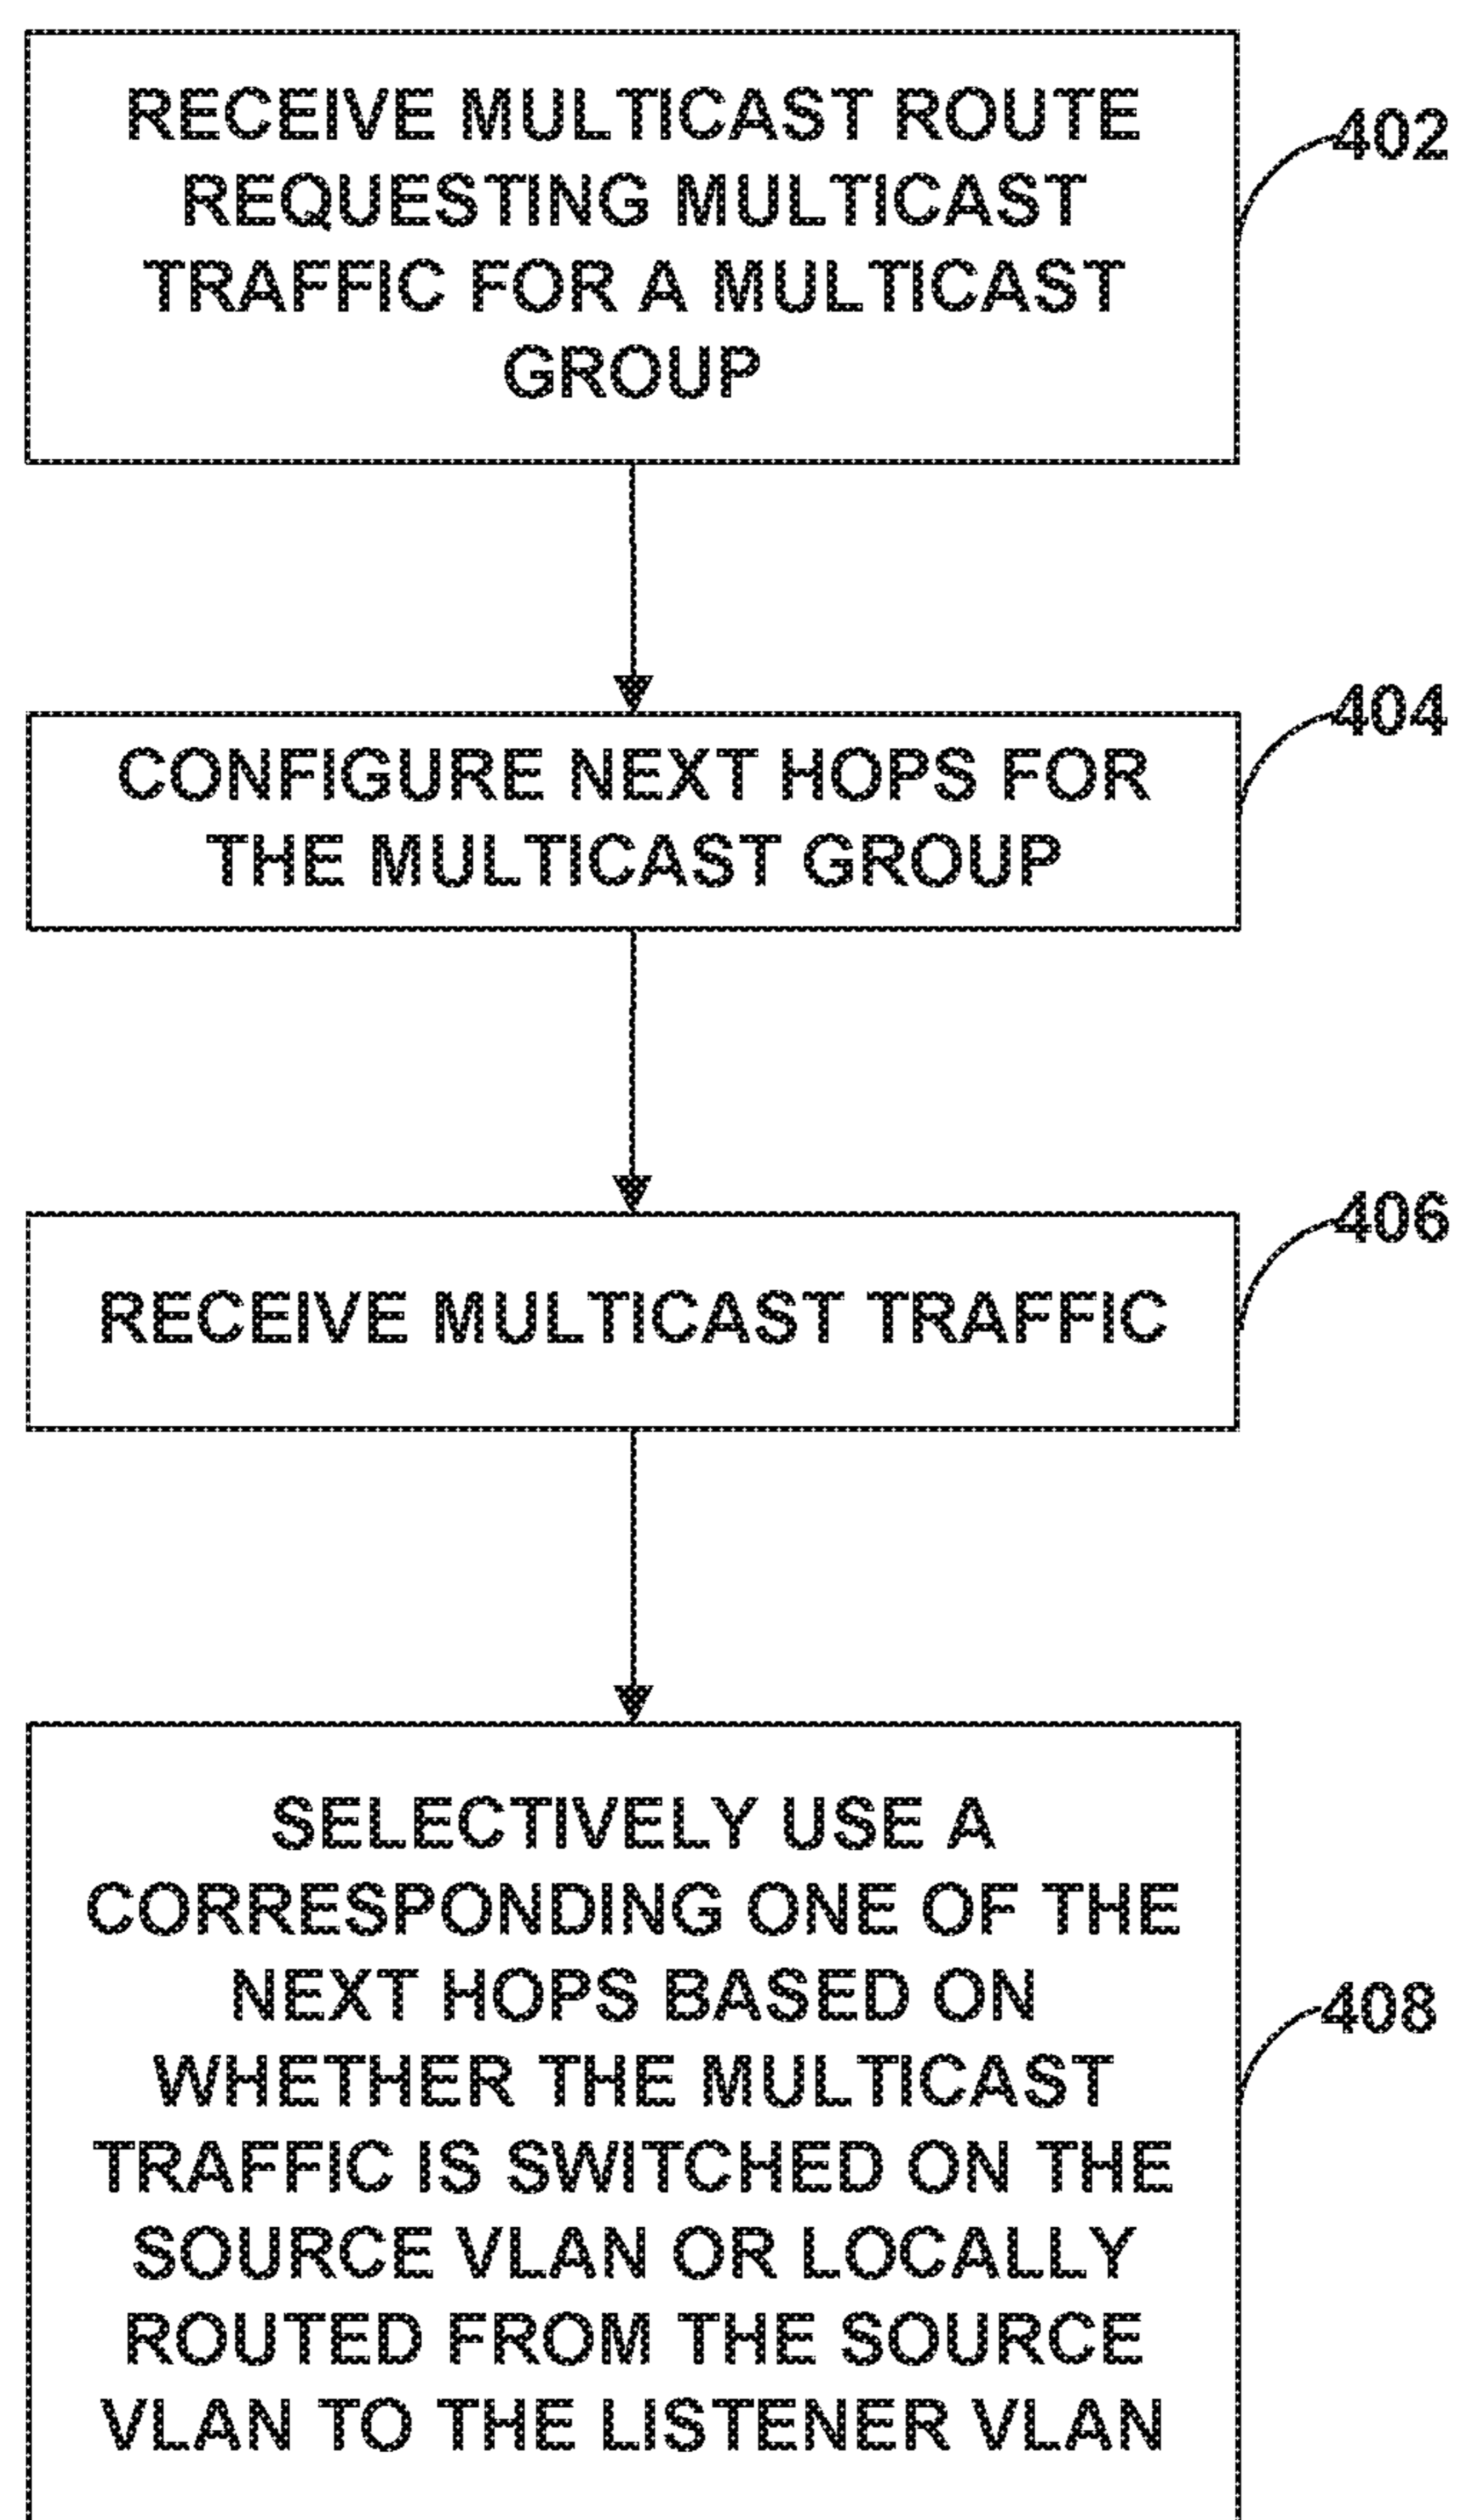 RECEIVE MULTICAST ROUTE
REQUESTING MULTICAST
TRAFFIC FOR A MULTICAST
GROUP
402
CONFIGURE NEXT HOPS FOR
THE MULTICAST GROUP
404
RECEIVE MULTICAST TRAFFIC
406
SELECTIVELY USE A
CORRESPONDING ONE OF THE
NEXT HOPS BASED ON
WHETHER THE MULTICAST
TRAFFIC IS SWITCHED ON THE
SOURCE VLAN OR LOCALLY
ROUTED FROM THE SOURCE
VLAN TO THE LISTENER VLAN
408